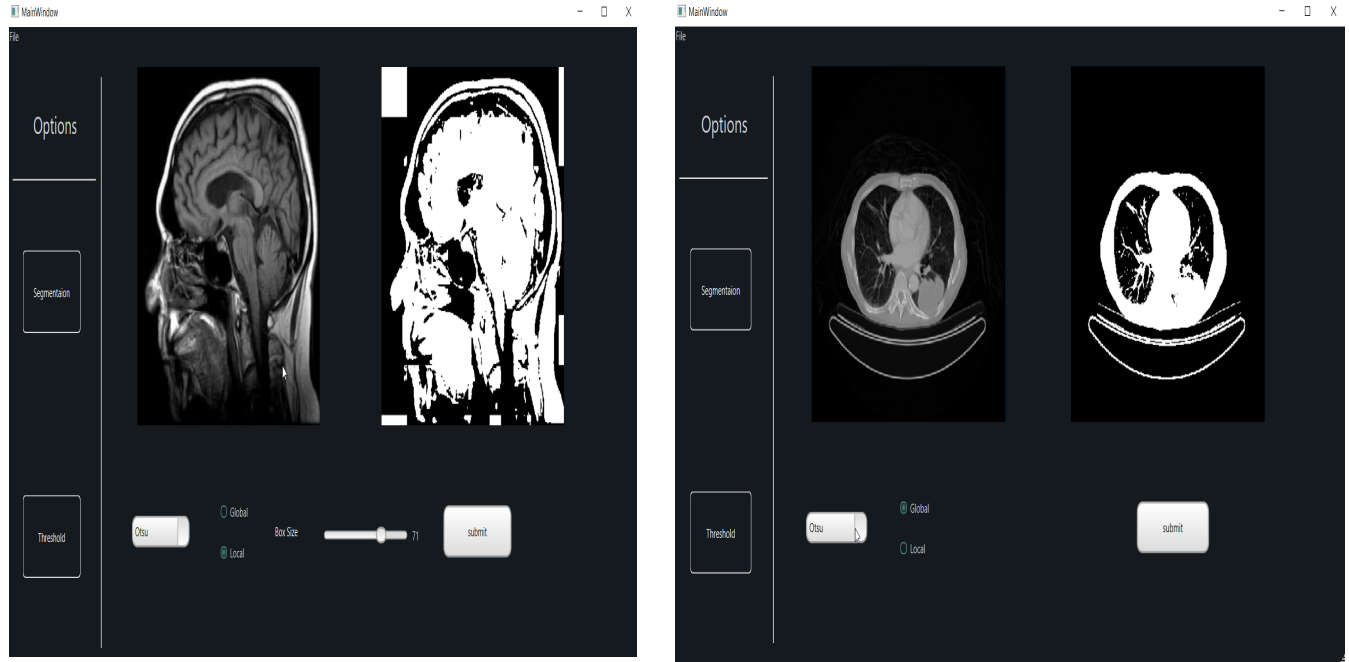 MainWindow
File
Options
Segmentaion
Threshold
Otsu
Global
Local
Box Size
71
submit
MainWindow
File
Options
Segmentaion
Threshold
Otsu
Global
Local
submit